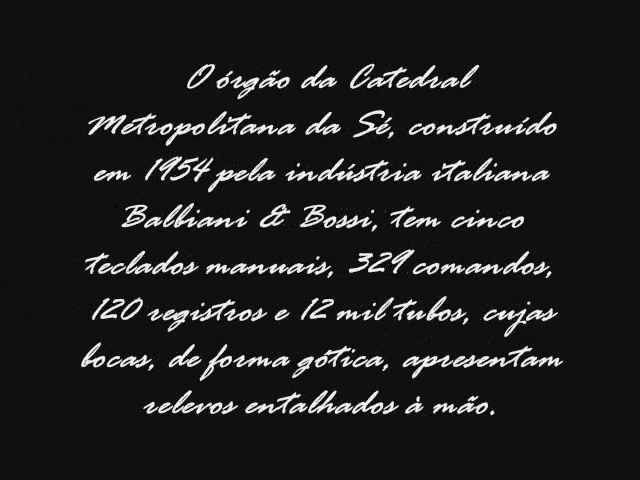 O órgão da Catedral
Metropolitana da Sé, construído
em 1954 pela indústria italiana
Balbiani & Bossi, tem cinco
teclados manuais, 329 comandos,
120 registros e 12 mil tubos, cujas
bocas, de forma gótica, apresentam
relevos entalhados à mão.